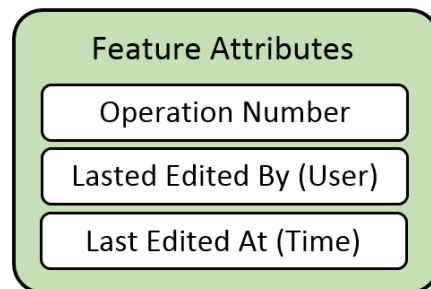 Feature Attributes
Operation Number
Lasted Edited By (User)
Last Edited At (Time)